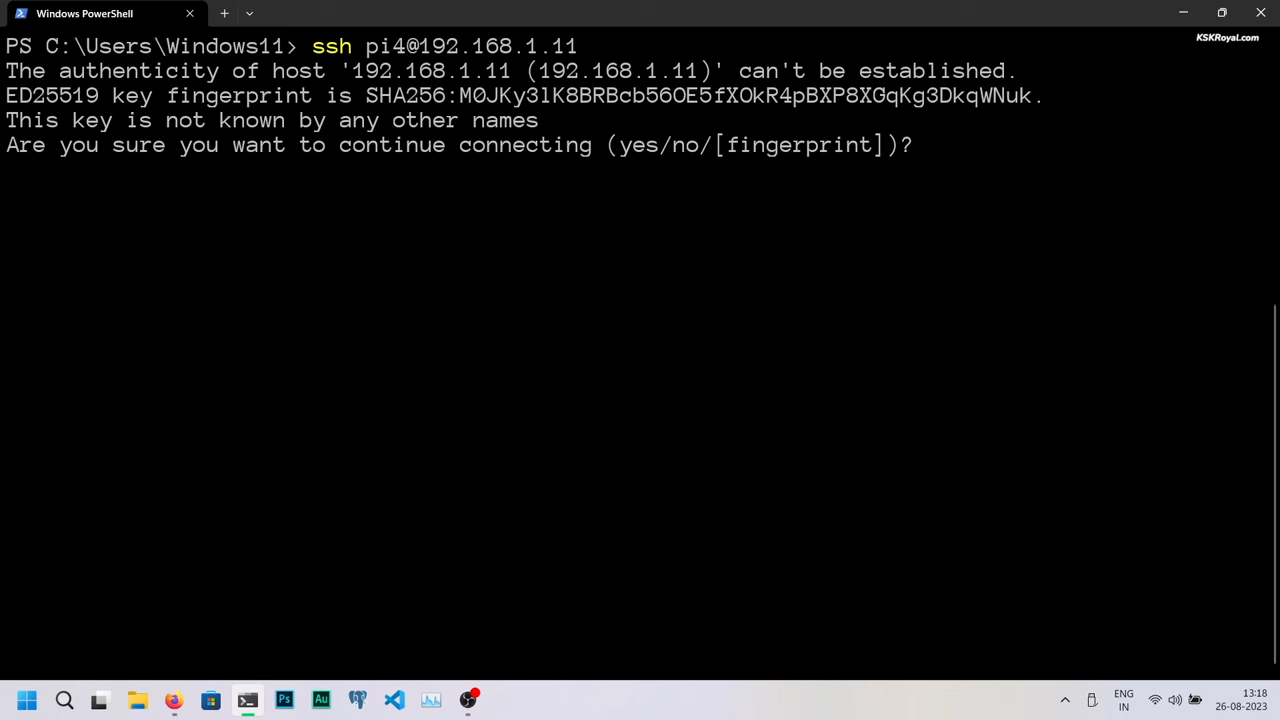 Windows PowerShell
KSKRoyal.com
PS C:\Users\Windows11> ssh pi4@192.168.1.11
The authenticity of host '192.168.1.11 (192.168.1.11)' can't be established.
ED25519 key fingerprint is SHA256:M0JKy3lK8BRBcb56OE5fXOkR4pBXP8XGqKg3DkqWNuk.
This key is not known by any other names
Are you sure you want to continue connecting (yes/no/[fingerprint])?
Ps
Au
ENG
IN
13:18
26-08-2023